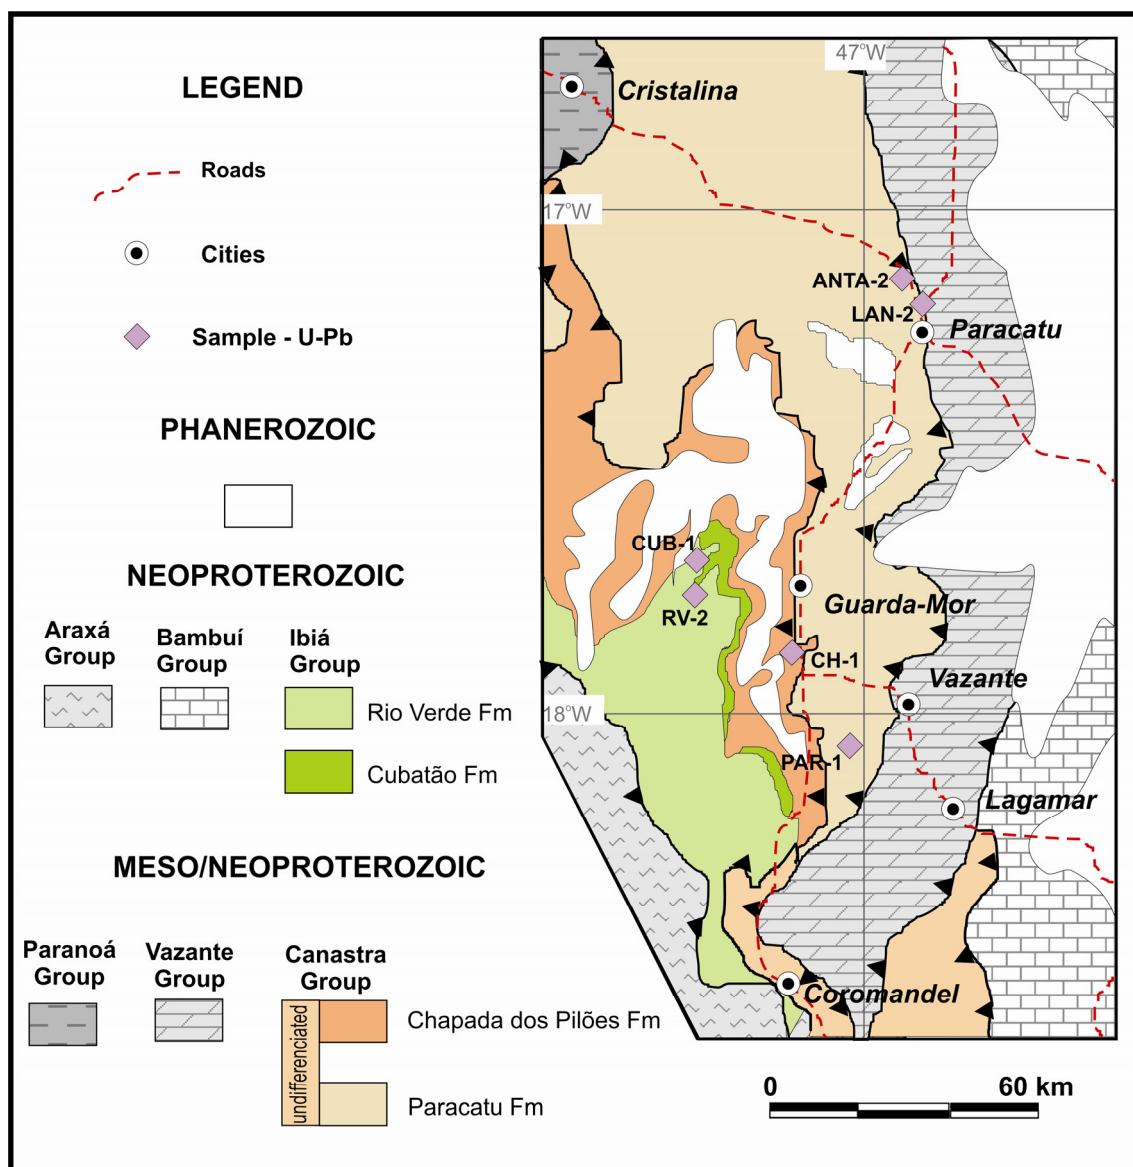 LEGEND
Roads
Cities
Sample - U-Pb
PHANEROZOIC
NEOPROTEROZOIC
Araxá
Group
Bambuí
Group
Ibiá
Group
Rio Verde Fm
Cubatão Fm
MESO/NEOPROTEROZOIC
Paranoá
Group
Vazante
Group
Canastra
Group
undifferenciated
Chapada dos Pilões Fm
Paracatu Fm
47°W
Cristalina
17°W
ANTA-2
LAN-2
Paracatu
CUB-1
RV-2
Guarda-Mor
CH-1
Vazante
18°W
PAR-1
Lagamar
Coromandel
0
60 km